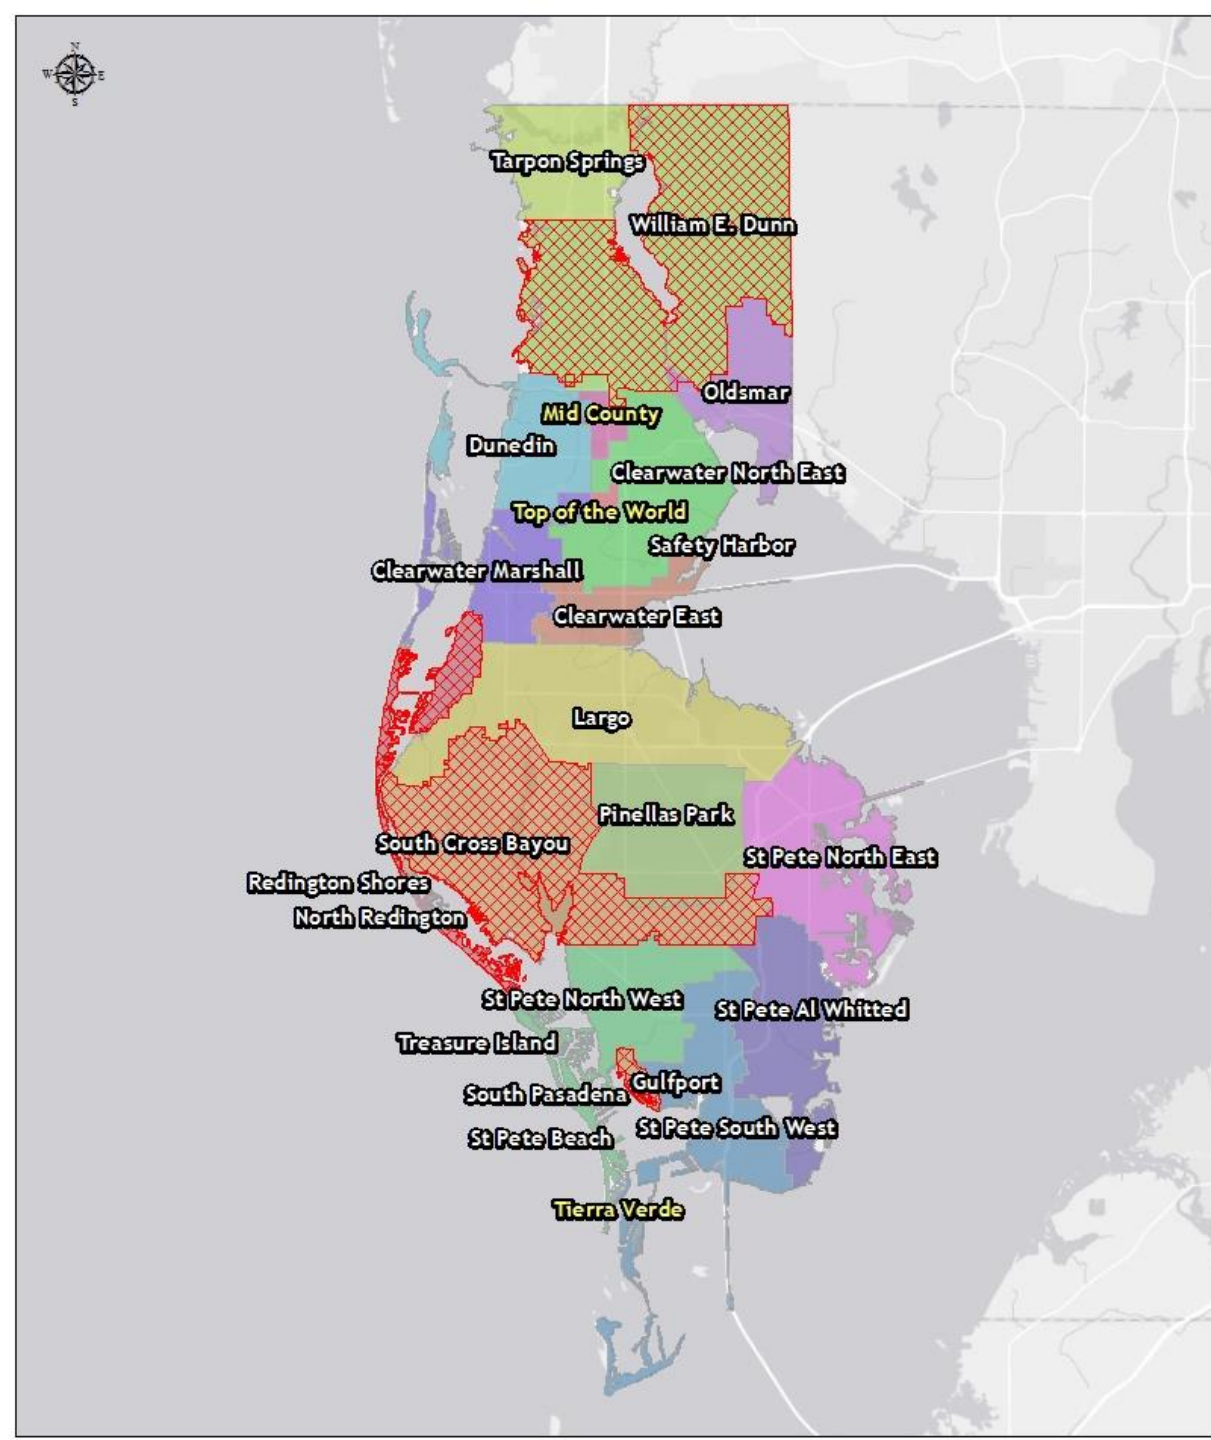 N
W E
S
Tarpon Springs
William E. Dunn
Oldsmar
Mid County
Dunedin
Clearwater North East
Top of the World
Safety Harbor
Clearwater Marshall
Clearwater East
Largo
Pinellas Park
South Cross Bayou
St Pete North East
Redington Shores
North Redington
St Pete North West
St Pete Al Whitted
Treasure Island
Gulfport
South Pasadena
St Pete South West
St Pete Beach
Tierra Verde